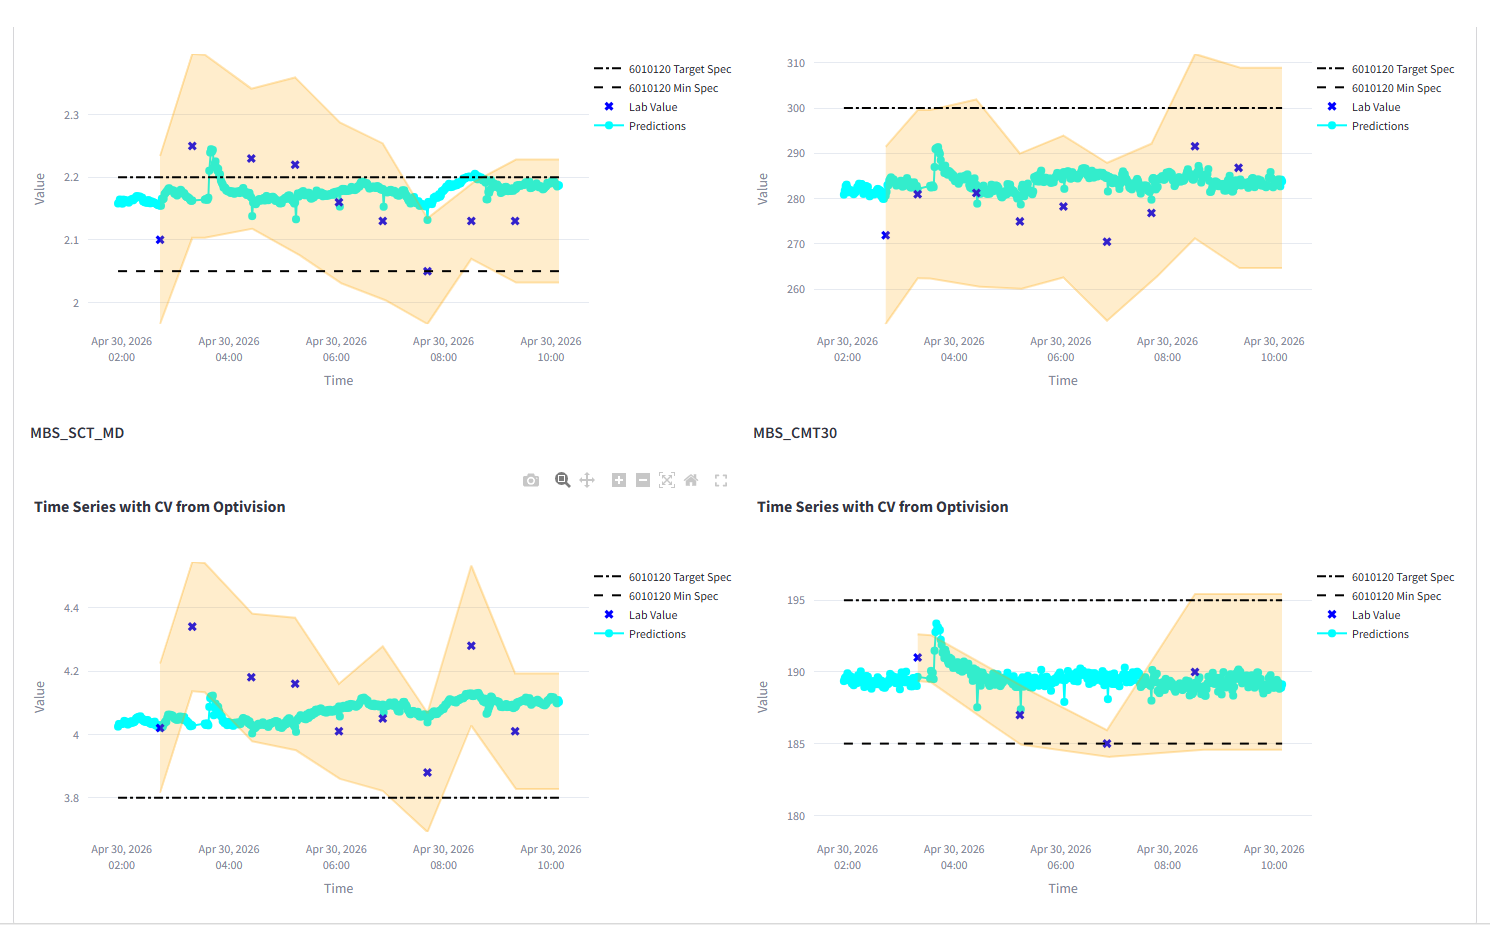 6010120 Target Spec
6010120 Min Spec
Lab Value
Predictions
2.3
2.2
2.1
2
Value
Apr 30, 2026
02:00
Apr 30, 2026
04:00
Apr 30, 2026
06:00
Apr 30, 2026
08:00
Apr 30, 2026
10:00
Time
6010120 Target Spec
6010120 Min Spec
Lab Value
Predictions
310
300
290
280
270
260
Value
Apr 30, 2026
02:00
Apr 30, 2026
04:00
Apr 30, 2026
06:00
Apr 30, 2026
08:00
Apr 30, 2026
10:00
Time
MBS_SCT_MD
Time Series with CV from Optivision
6010120 Target Spec
6010120 Min Spec
Lab Value
Predictions
4.4
4.2
4
3.8
Value
Apr 30, 2026
02:00
Apr 30, 2026
04:00
Apr 30, 2026
06:00
Apr 30, 2026
08:00
Apr 30, 2026
10:00
Time
MBS_CMT30
Time Series with CV from Optivision
6010120 Target Spec
6010120 Min Spec
Lab Value
Predictions
195
190
185
180
Value
Apr 30, 2026
02:00
Apr 30, 2026
04:00
Apr 30, 2026
06:00
Apr 30, 2026
08:00
Apr 30, 2026
10:00
Time